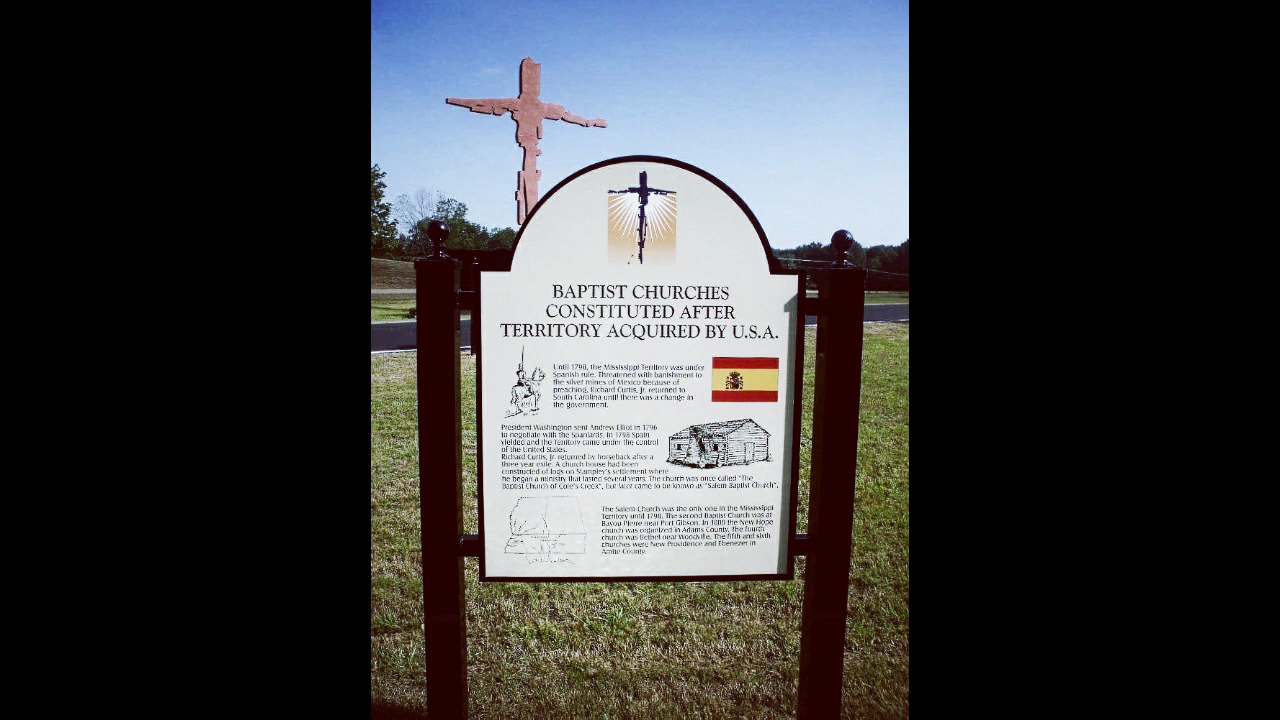 BAPTIST CHURCHES
CONSTITUTED AFTER
TERRITORY ACQUIRED BY U.S.A.
Until 1798, the Mississippi Territory was under
Spanish rule. Threatened with banishment to
the silver mines of Mexico because of
preaching, Richard Curtis, Jr. returned to
South Carolina until there was a change in
the government.
President Washington sent Andrew Elliot in 1796
to negotiate with the Spaniards. In 1798 Spain
yielded and the Territory came under the control
of the United States.
Richard Curtis, Jr. returned by horseback after a
three year exile. A church house had been
constructed of logs on Stampley's settlement where
he began a ministry that lasted several years. The church was once called "The
Baptist Church of Cole's Creek", but later came to be known as "Salem Baptist Church".
The Salem Church was the only one in the Mississippi
Territory until 1798. The second Baptist Church was at
Bayou Pierre near Port Gibson. In 1800 the New Hope
church was organized in Adams County. The fourth
church was Bethel near Woodville. The fifth and sixth
churches were New Providence and Ebenezer in
Amite County.